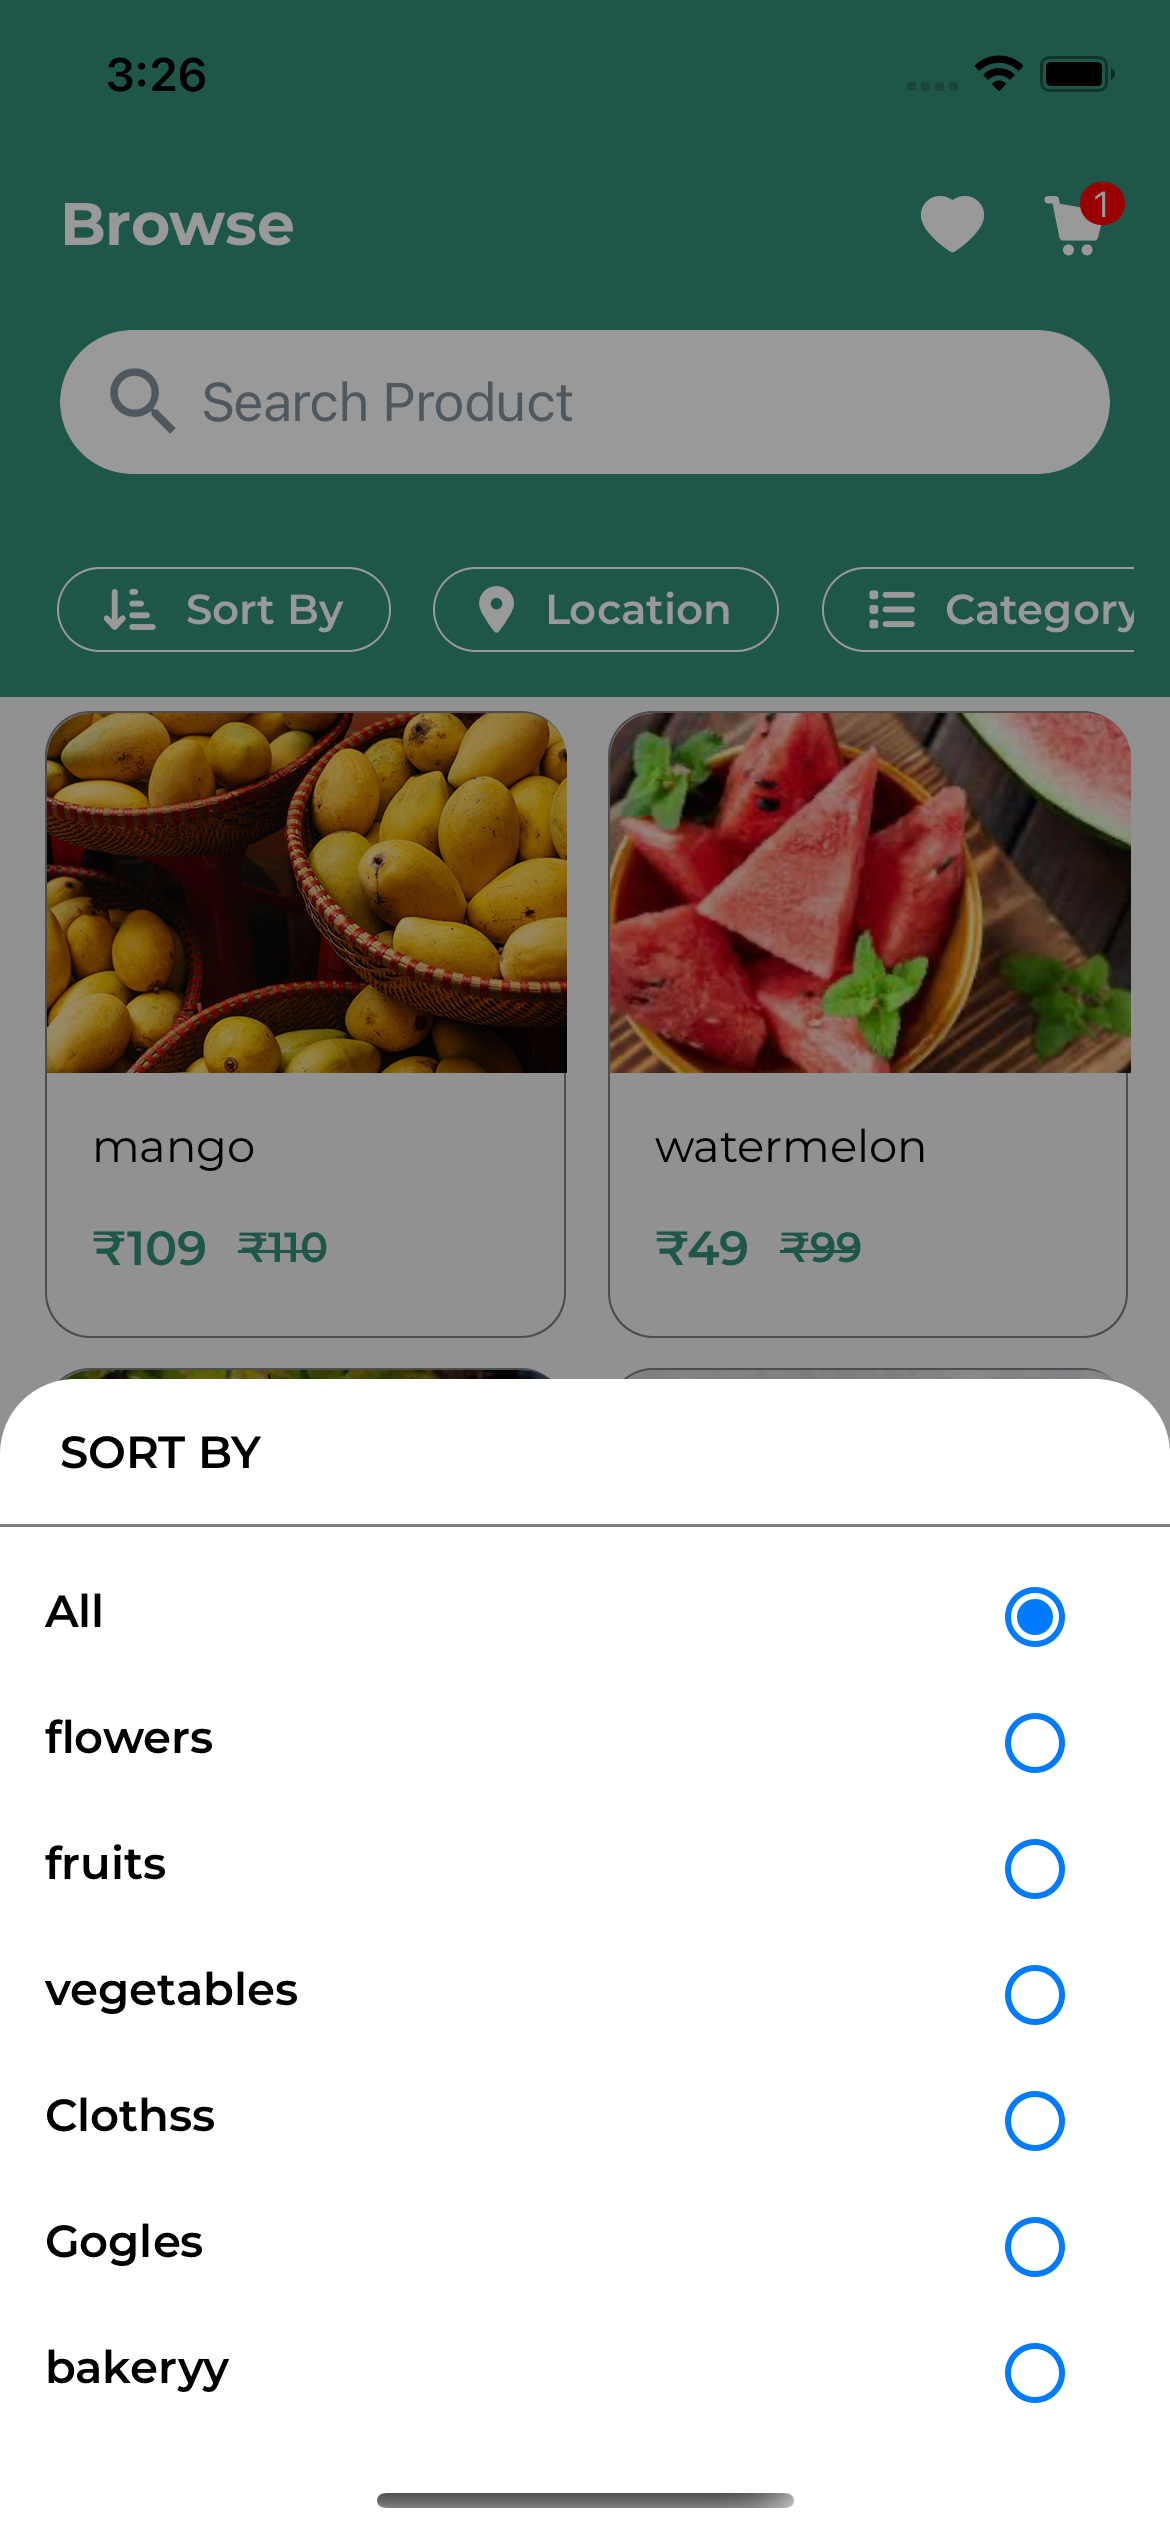 3:26
Browse
1
Search Product
Sort By
Location
Category
mango
watermelon
₹109 ₹110
₹49 ₹99
SORT BY
All
flowers
fruits
vegetables
Clothss
Gogles
bakeryy